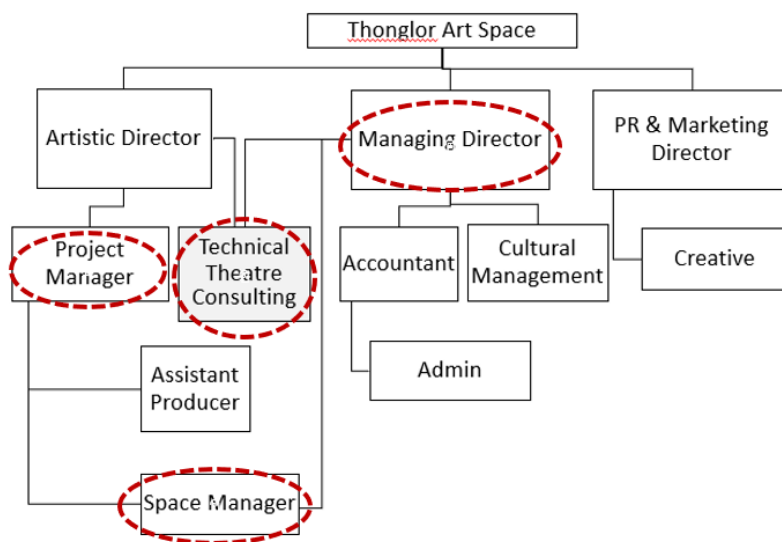 Thonglor Art Space
Artistic Director
Managing Director
PR & Marketing
Director
Project
Manager
Technical
Theatre
Consulting
Accountant
Cultural
Management
Creative
Assistant
Producer
Admin
Space Manager